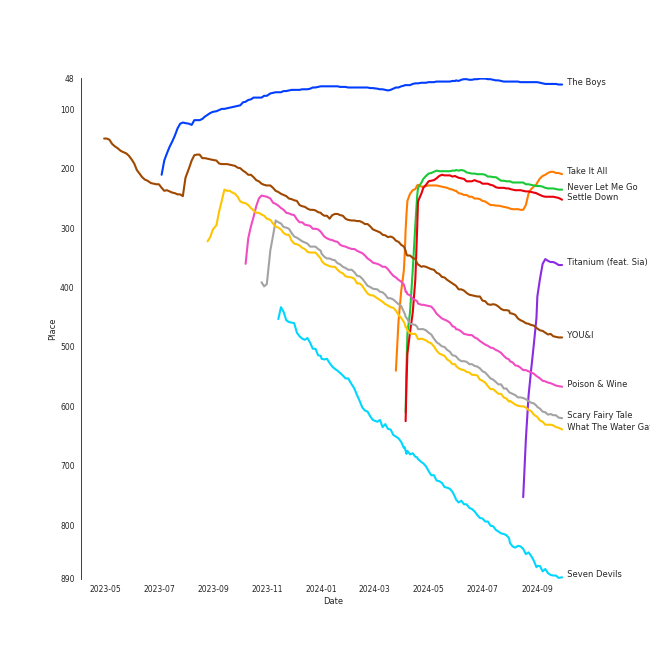 48
The Boys
100
Take It All
200
Never Let Me Go
Settle Down
300
Titanium (feat. Sia)
400
Place
YOU&I
500
Poison & Wine
600
Scary Fairy Tale
What The Water Ga
700
800
890
Seven Devils
2023-05
2023-07
2023-09
2023-11
2024-01
2024-03
2024-05
2024-07
2024-09
Date